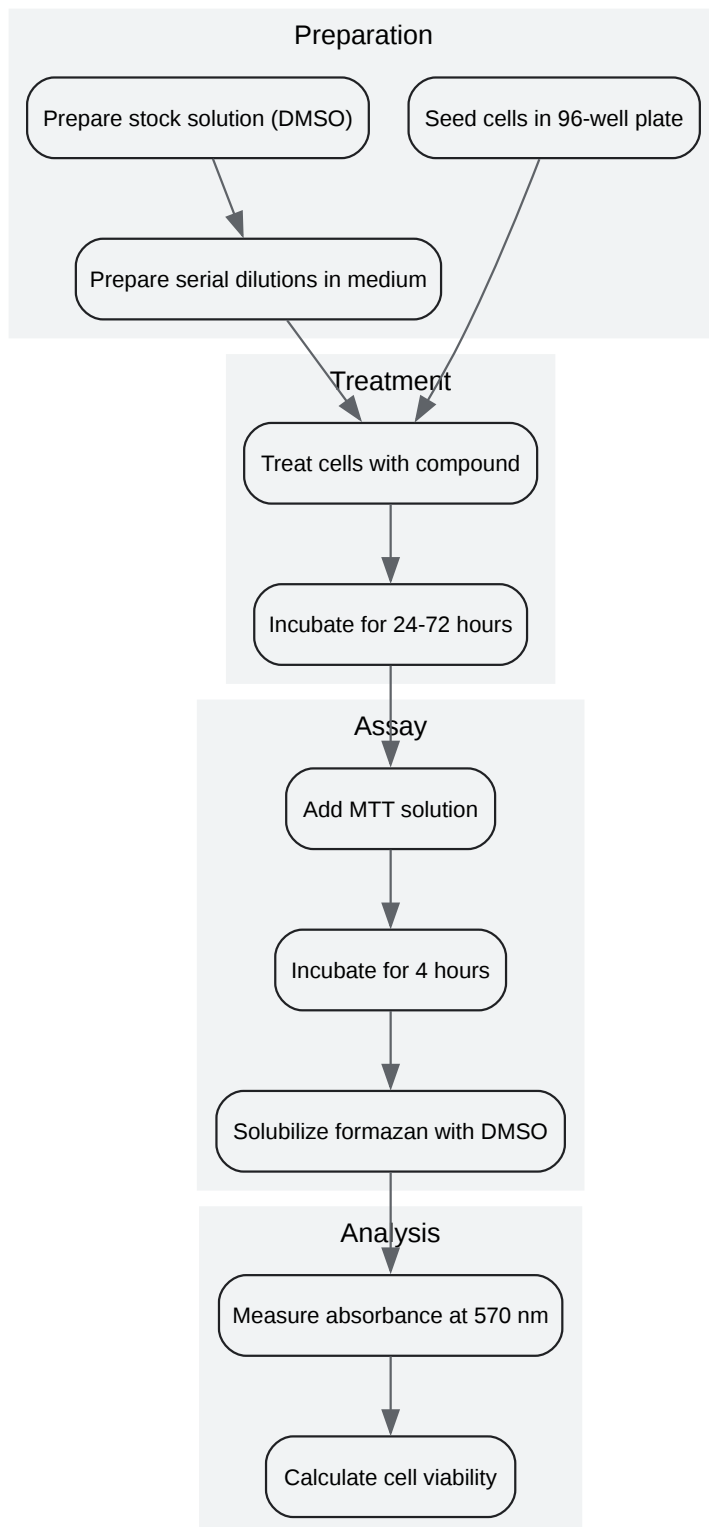 Preparation
Prepare stock solution (DMSO)
Seed cells in 96-well plate
Prepare serial dilutions in medium
Treatment
Treat cells with compound
Incubate for 24-72 hours
Assay
Add MTT solution
Incubate for 4 hours
Solubilize formazan with DMSO
Analysis
Measure absorbance at 570 nm
Calculate cell viability